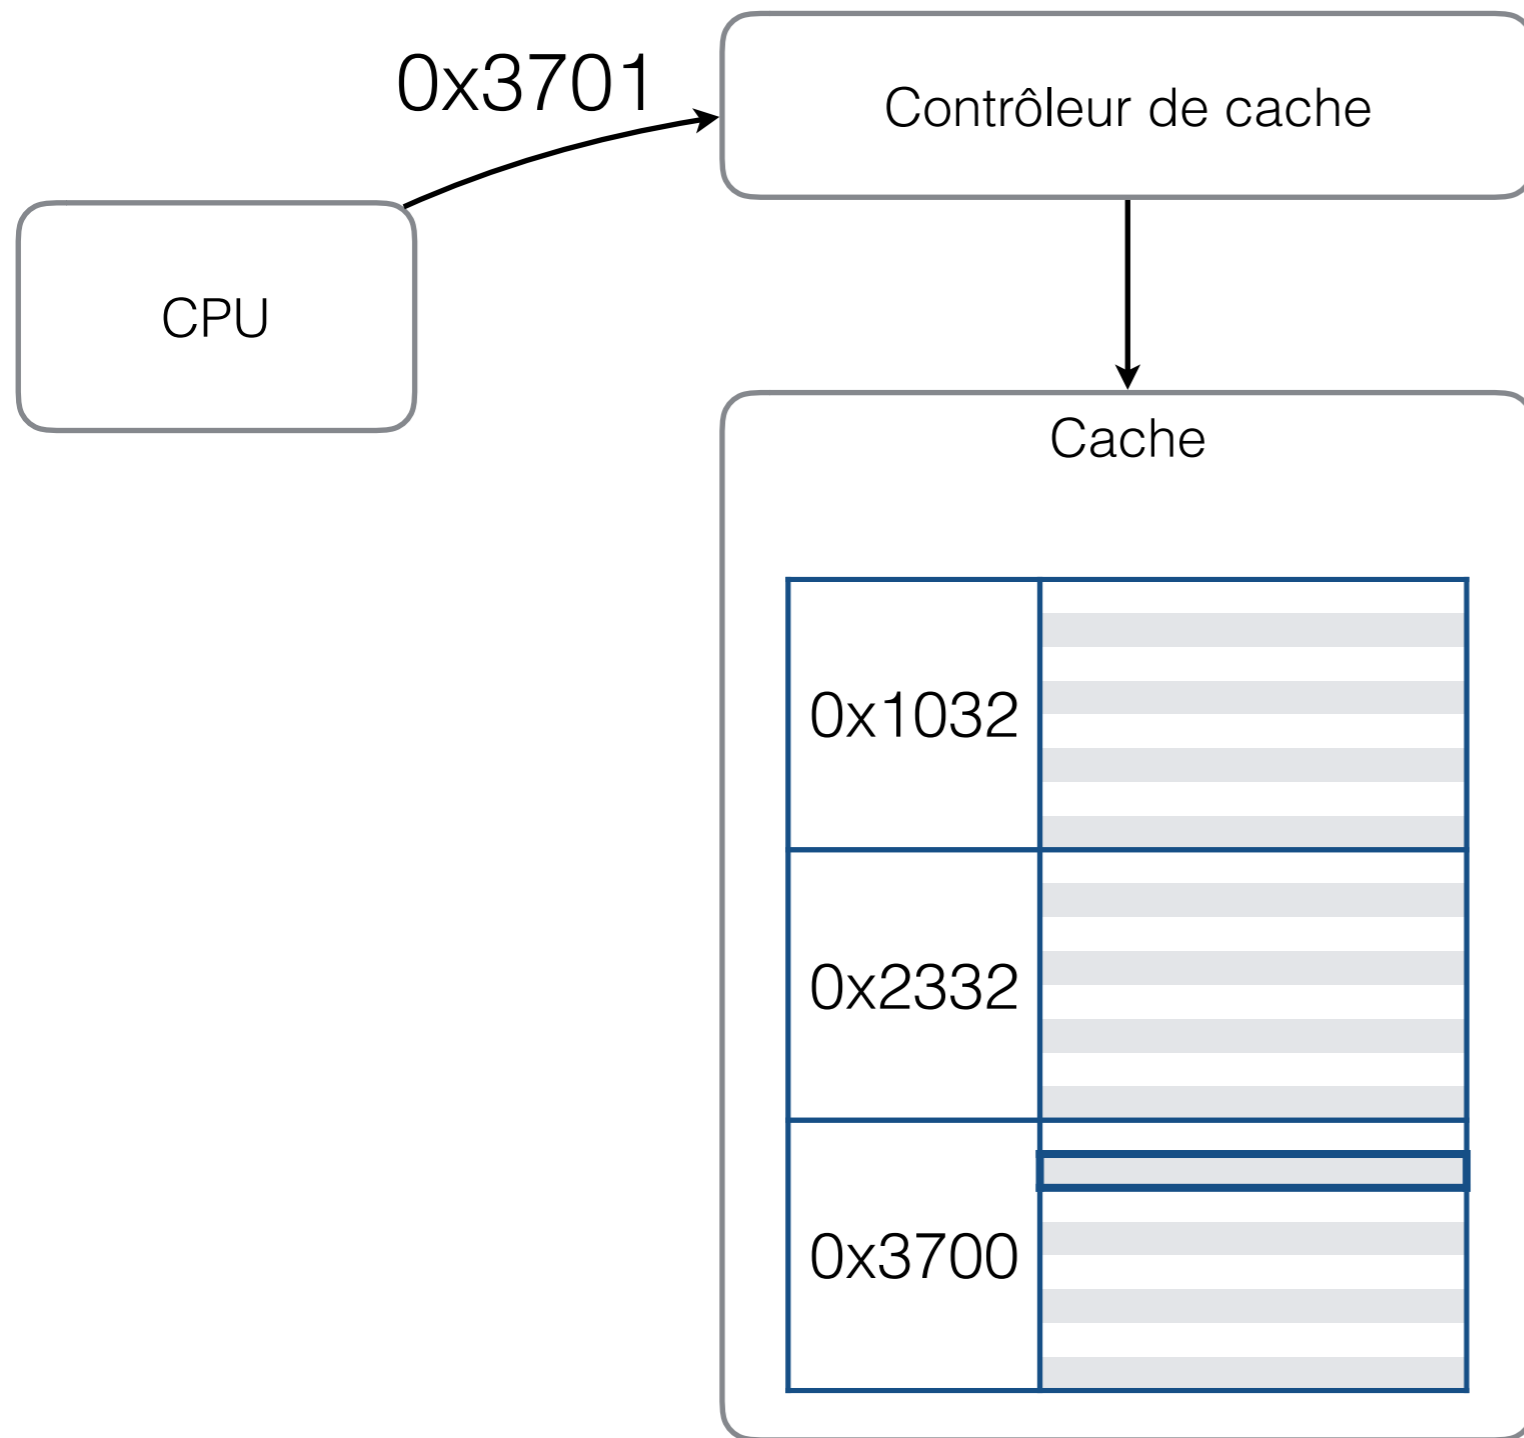 0x3701
Contrôleur de cache
CPU
Cache
0x1032
0x2332
0x3700